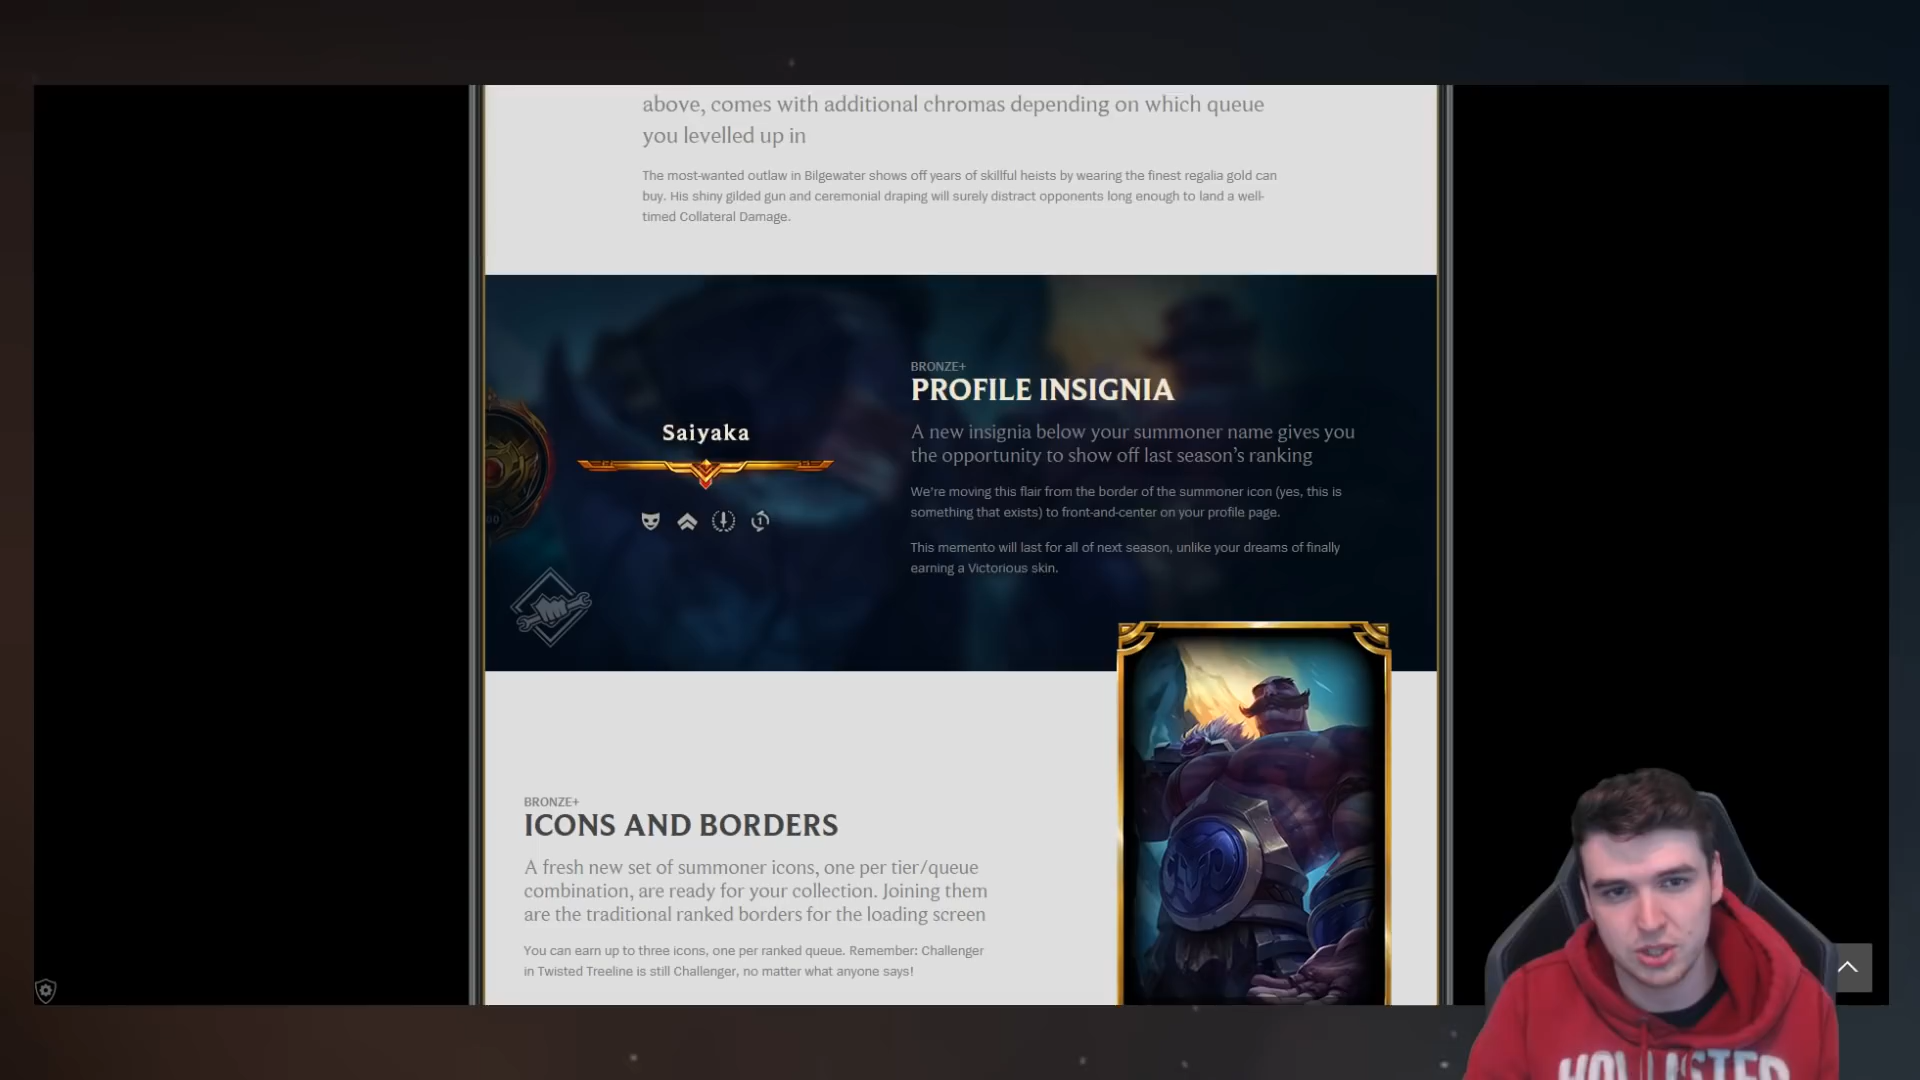 above, comes with additional chromas depending on which queue
you levelled up in
The most-wanted outlaw in Bilgewater shows off years of skillful heists by wearing the finest regalia gold can
buy. His shiny gilded gun and ceremonial draping will surely distract opponents long enough to land a well-
timed Collateral Damage.
BRONZE+
PROFILE INSIGNIA
A new insignia below your summoner name gives you
the opportunity to show off last season's ranking
We're moving this flair from the border of the summoner icon (yes, this is
something that exists) to front-and-center on your profile page.
This memento will last for all of next season, unlike your dreams of finally
earning a Victorious skin.
Saiyaka
BRONZE+
ICONS AND BORDERS
A fresh new set of summoner icons, one per tier/queue
combination, are ready for your collection. Joining them
are the traditional ranked borders for the loading screen
You can earn up to three icons, one per ranked queue. Remember: Challenger
in Twisted Treeline is still Challenger, no matter what anyone says!
HOLLISTER